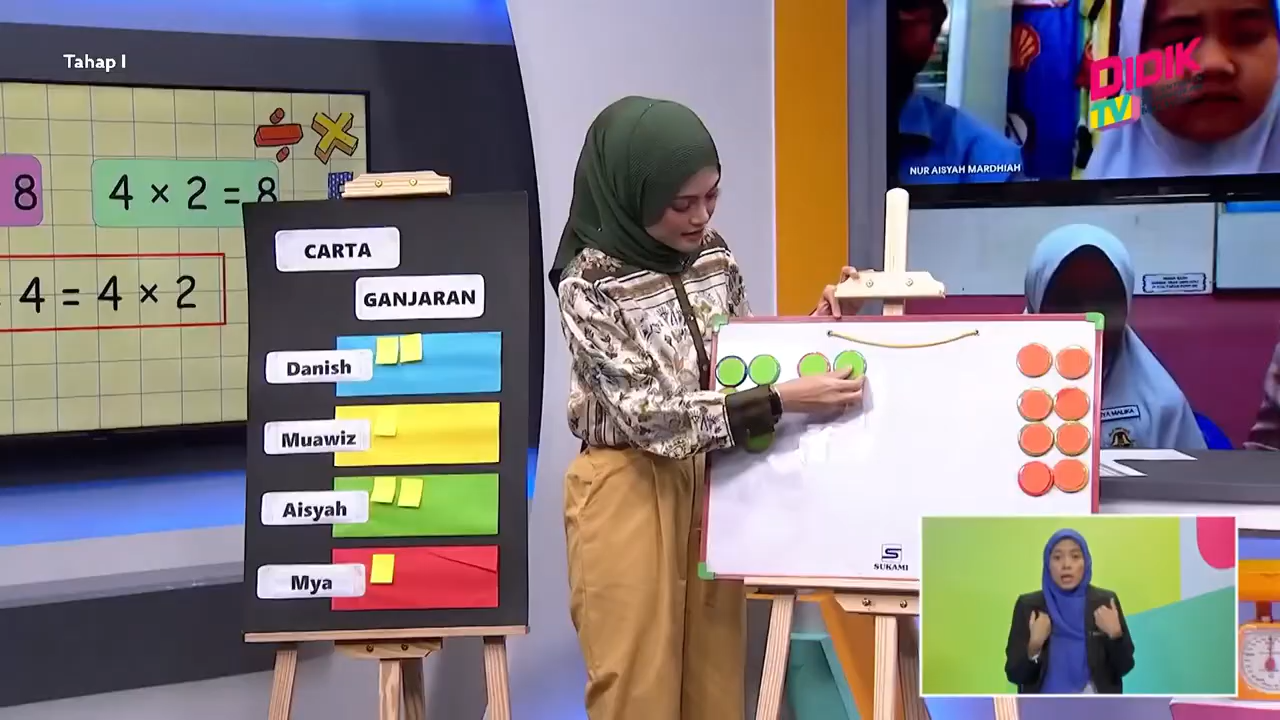 Tahap I
8
4 × 2 = 8
4 = 4 × 2
CARTA
GANJARAN
Danish
Muawiz
Aisyah
Mya
DIDIK
TV
NUR AISYAH MARDHIAH
S
SUKAMI